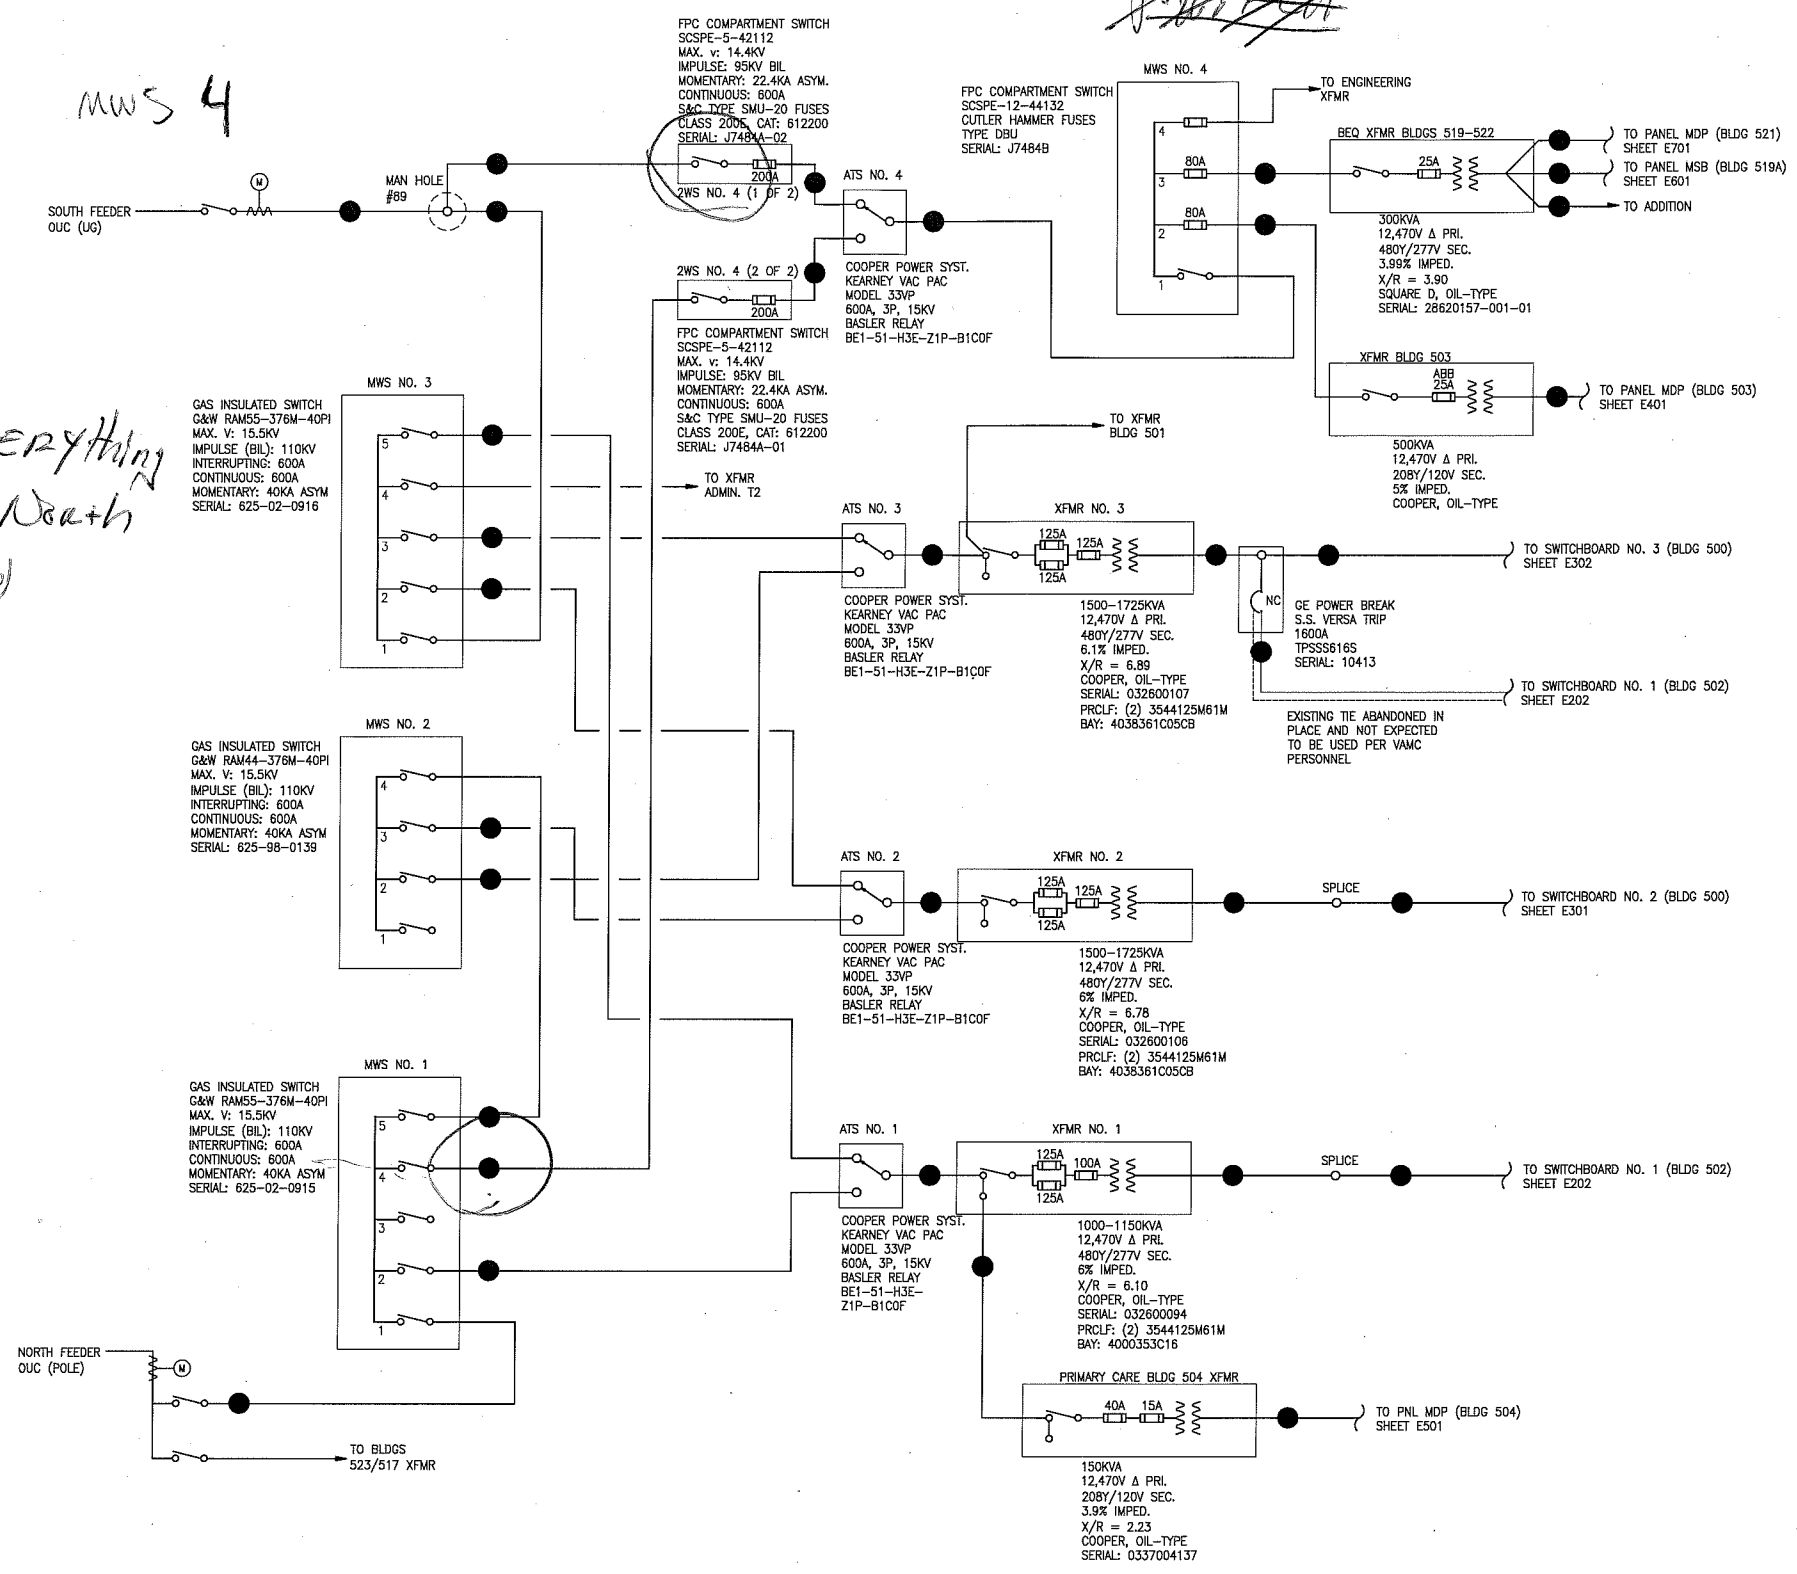 MWS 4
ERYthing
North
FPC COMPARTMENT SWITCH
SCSPE-5-42112
MAX. v: 14.4KV
IMPULSE: 95KV BIL
MOMENTARY: 22.4KA ASYM.
CONTINUOUS: 600A
S&C TYPE SMU-20 FUSES
CLASS 200E, CAT: 612200
SERIAL: J7484A-02
200A
2WS NO. 4 (1 OF 2)
SOUTH FEEDER
OUC (UG)
M
MAN HOLE
#89
ATS NO. 4
COOPER POWER SYST.
KEARNEY VAC PAC
MODEL 33VP
600A, 3P, 15KV
BASLER RELAY
BE1-51-H3E-Z1P-B1C0F
2WS NO. 4 (2 OF 2)
200A
FPC COMPARTMENT SWITCH
SCSPE-5-42112
MAX. v: 14.4KV
IMPULSE: 95KV BIL
MOMENTARY: 22.4KA ASYM.
CONTINUOUS: 600A
S&C TYPE SMU-20 FUSES
CLASS 200E, CAT: 612200
SERIAL: J7484A-01
MWS NO. 4
FPC COMPARTMENT SWITCH
SCSPE-12-44132
CUTLER HAMMER FUSES
TYPE DBU
SERIAL: J7484B
4
3
2
1
80A
80A
TO ENGINEERING
XFMR
BEQ XFMR BLDGS 519-522
25A
300KVA
12,470V Δ PRI.
480Y/277V SEC.
3.99% IMPED.
X/R = 3.90
SQUARE D, OIL-TYPE
SERIAL: 28620157-001-01
TO PANEL MDP (BLDG 521)
SHEET E701
TO PANEL MSB (BLDG 519A)
SHEET E601
TO ADDITION
XFMR BLDG 503
ABB
25A
500KVA
12,470V Δ PRI.
208Y/120V SEC.
5% IMPED.
COOPER, OIL-TYPE
TO PANEL MDP (BLDG 503)
SHEET E401
MWS NO. 3
GAS INSULATED SWITCH
G&W RAM55-376M-40PI
MAX. V: 15.5KV
IMPULSE (BIL): 110KV
INTERRUPTING: 600A
CONTINUOUS: 600A
MOMENTARY: 40KA ASYM
SERIAL: 625-02-0916
5
4
3
2
1
TO XFMR
ADMIN. T2
TO XFMR
BLDG 501
ATS NO. 3
COOPER POWER SYST.
KEARNEY VAC PAC
MODEL 33VP
600A, 3P, 15KV
BASLER RELAY
BE1-51-H3E-Z1P-B1C0F
XFMR NO. 3
125A
125A
125A
1500-1725KVA
12,470V Δ PRI.
480Y/277V SEC.
6.1% IMPED.
X/R = 6.89
COOPER, OIL-TYPE
SERIAL: 032600107
PRCLF: (2) 3544125M61M
BAY: 4038361C05CB
NC
GE POWER BREAK
S.S. VERSA TRIP
1600A
TPSSS616S
SERIAL: 10413
TO SWITCHBOARD NO. 3 (BLDG 500)
SHEET E302
TO SWITCHBOARD NO. 1 (BLDG 502)
SHEET E202
EXISTING TIE ABANDONED IN
PLACE AND NOT EXPECTED
TO BE USED PER VAMC
PERSONNEL
MWS NO. 2
GAS INSULATED SWITCH
G&W RAM44-376M-40PI
MAX. V: 15.5KV
IMPULSE (BIL): 110KV
INTERRUPTING: 600A
CONTINUOUS: 600A
MOMENTARY: 40KA ASYM
SERIAL: 625-98-0139
4
3
2
1
ATS NO. 2
COOPER POWER SYST.
KEARNEY VAC PAC
MODEL 33VP
600A, 3P, 15KV
BASLER RELAY
BE1-51-H3E-Z1P-B1C0F
XFMR NO. 2
125A
125A
125A
1500-1725KVA
12,470V Δ PRI.
480Y/277V SEC.
6% IMPED.
X/R = 6.78
COOPER, OIL-TYPE
SERIAL: 032600106
PRCLF: (2) 3544125M61M
BAY: 4038361C05CB
SPLICE
TO SWITCHBOARD NO. 2 (BLDG 500)
SHEET E301
MWS NO. 1
GAS INSULATED SWITCH
G&W RAM55-376M-40PI
MAX. V: 15.5KV
IMPULSE (BIL): 110KV
INTERRUPTING: 600A
CONTINUOUS: 600A
MOMENTARY: 40KA ASYM
SERIAL: 625-02-0915
5
4
3
2
1
ATS NO. 1
COOPER POWER SYST.
KEARNEY VAC PAC
MODEL 33VP
600A, 3P, 15KV
BASLER RELAY
BE1-51-H3E-
Z1P-B1C0F
XFMR NO. 1
125A
100A
125A
1000-1150KVA
12,470V Δ PRI.
480Y/277V SEC.
6% IMPED.
X/R = 6.10
COOPER, OIL-TYPE
SERIAL: 032600094
PRCLF: (2) 3544125M61M
BAY: 4000353C16
SPLICE
TO SWITCHBOARD NO. 1 (BLDG 502)
SHEET E202
NORTH FEEDER
OUC (POLE)
M
TO BLDGS
523/517 XFMR
PRIMARY CARE BLDG 504 XFMR
40A
15A
150KVA
12,470V Δ PRI.
208Y/120V SEC.
3.9% IMPED.
X/R = 2.23
COOPER, OIL-TYPE
SERIAL: 0337004137
TO PNL MDP (BLDG 504)
SHEET E501